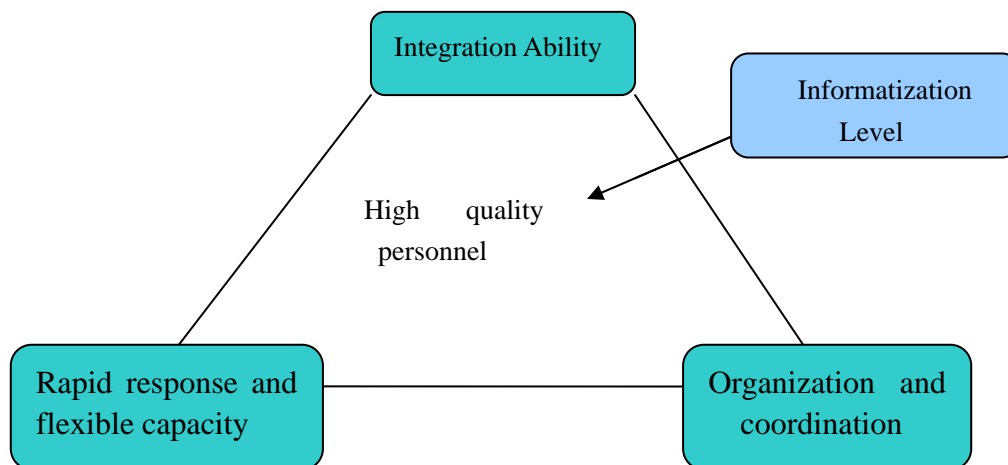 Integration Ability
Informatization
Level
High quality
personnel
Rapid response and
flexible capacity
Organization and
coordination